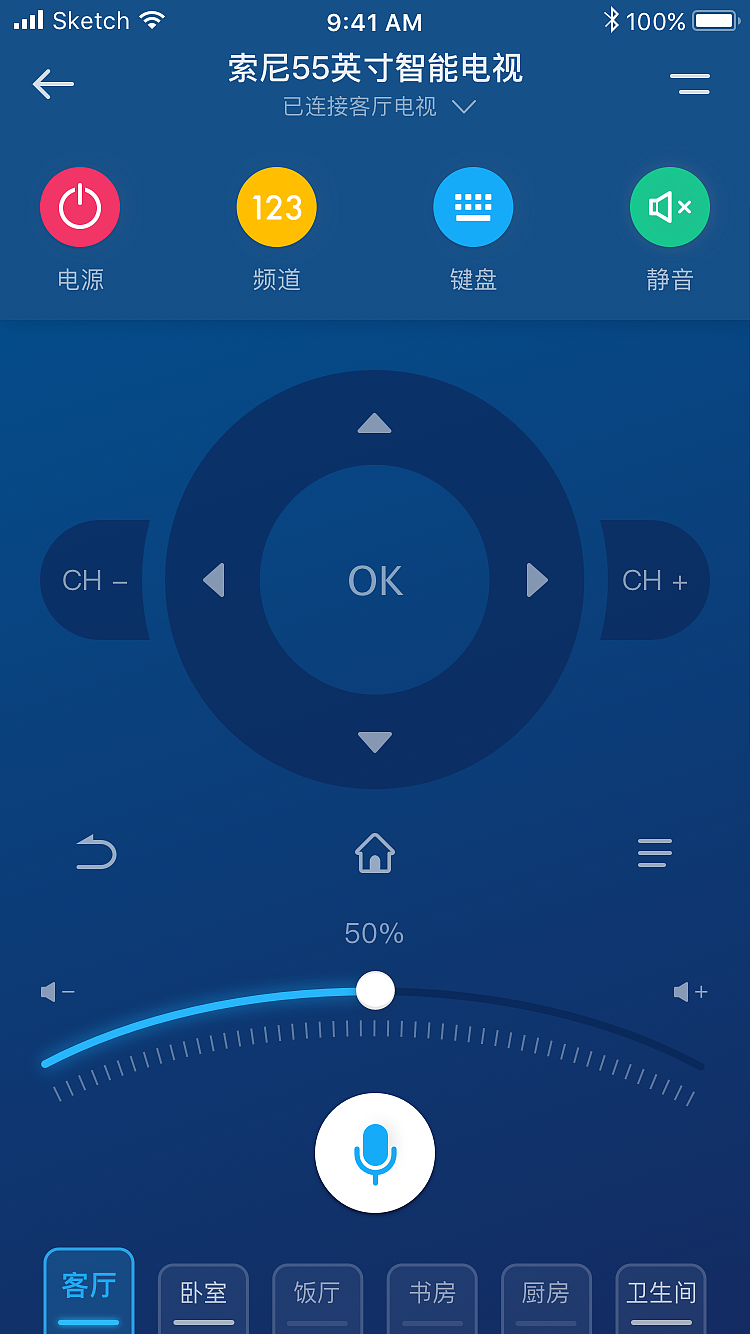 Sketch 9:41 AM 100%
索尼55英寸智能电视
已连接客厅电视
123
电源 频道 键盘 静音
CH – OK CH +
50%
客厅 卧室 饭厅 书房 厨房 卫生间